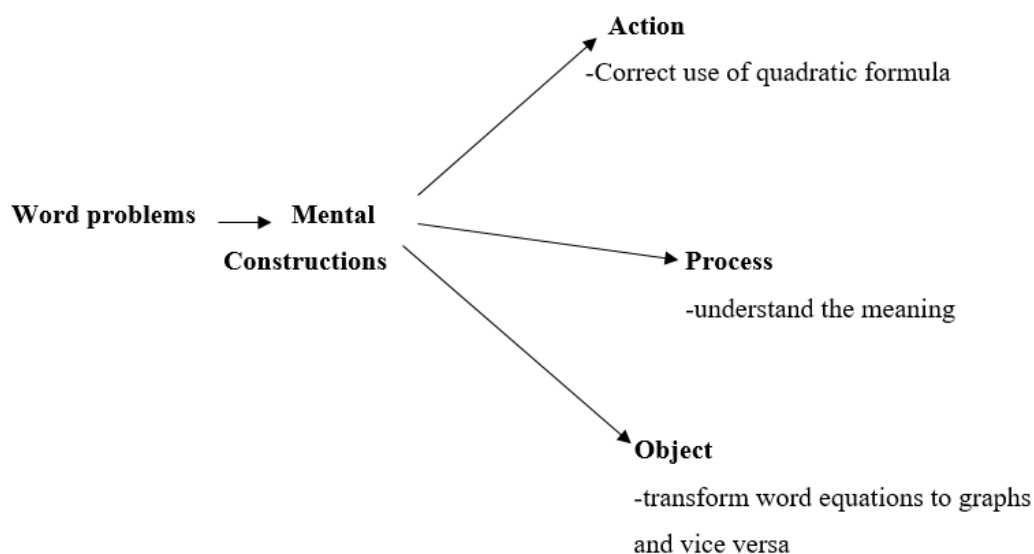 Action
-Correct use of quadratic formula
Word problems
Mental
Constructions
Process
-understand the meaning
Object
-transform word equations to graphs
and vice versa